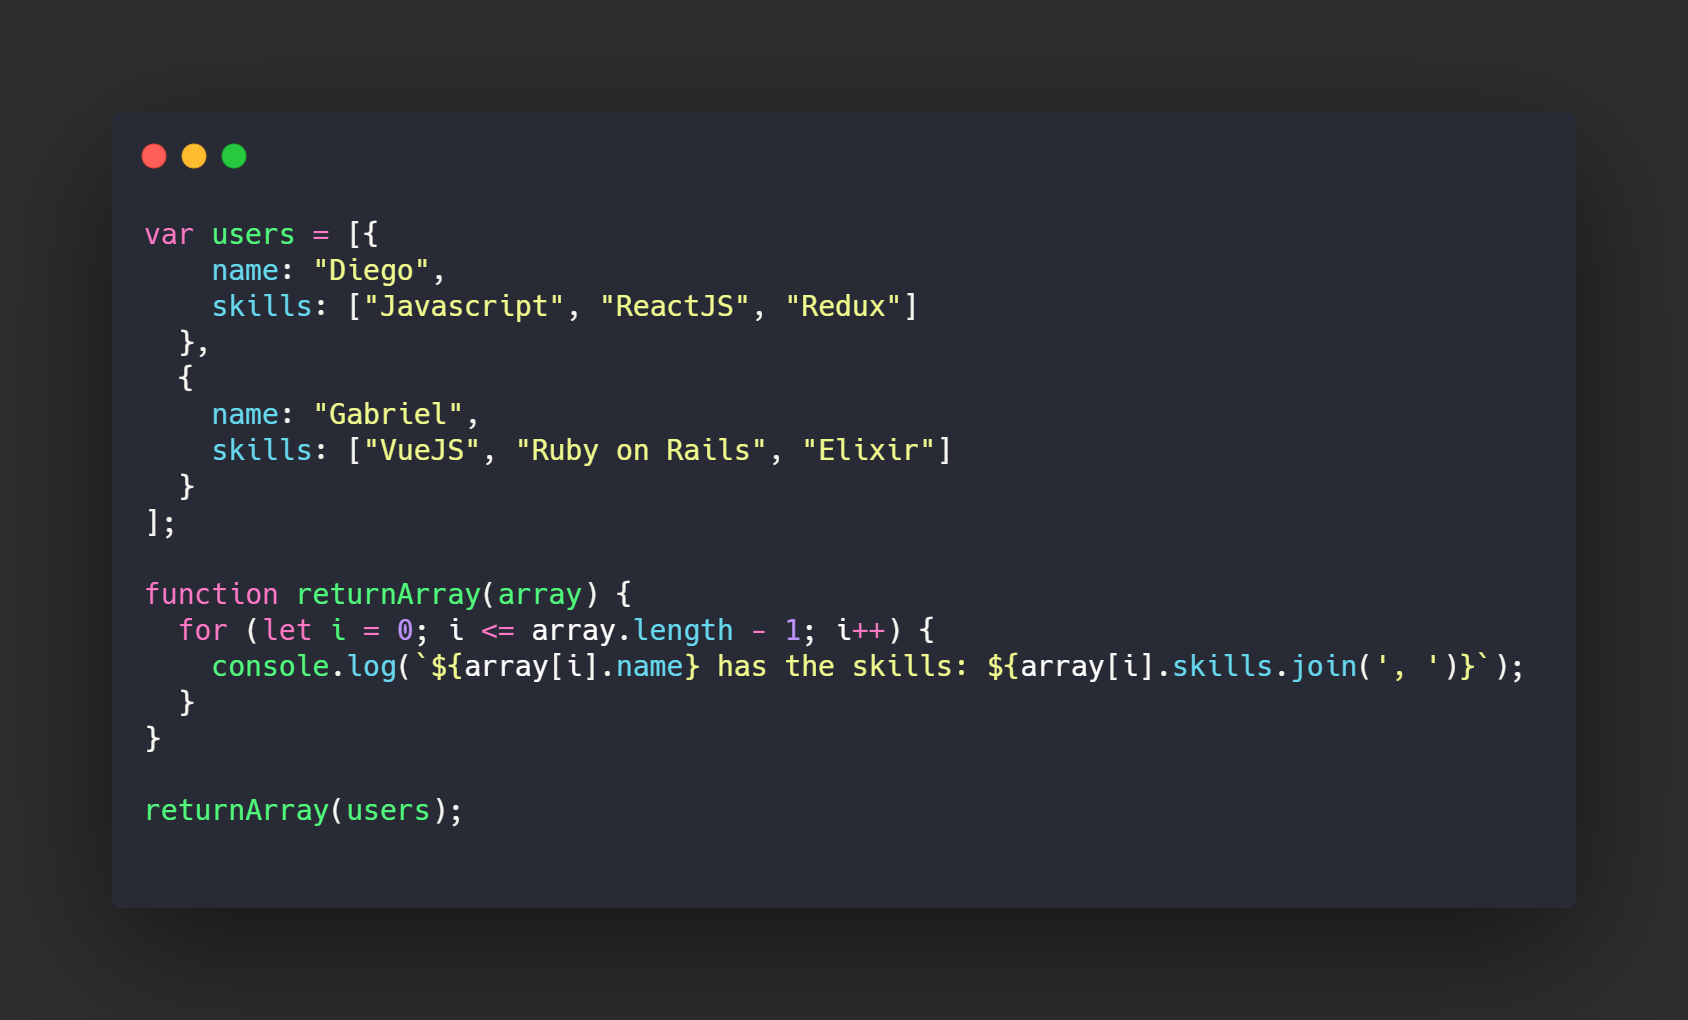 var users = [{
    name: "Diego",
    skills: ["Javascript", "ReactJS", "Redux"]
  },
  {
    name: "Gabriel",
    skills: ["VueJS", "Ruby on Rails", "Elixir"]
  }
];

function returnArray(array) {
  for (let i = 0; i <= array.length - 1; i++) {
    console.log(`${array[i].name} has the skills: ${array[i].skills.join(', ')}`);
  }
}

returnArray(users);